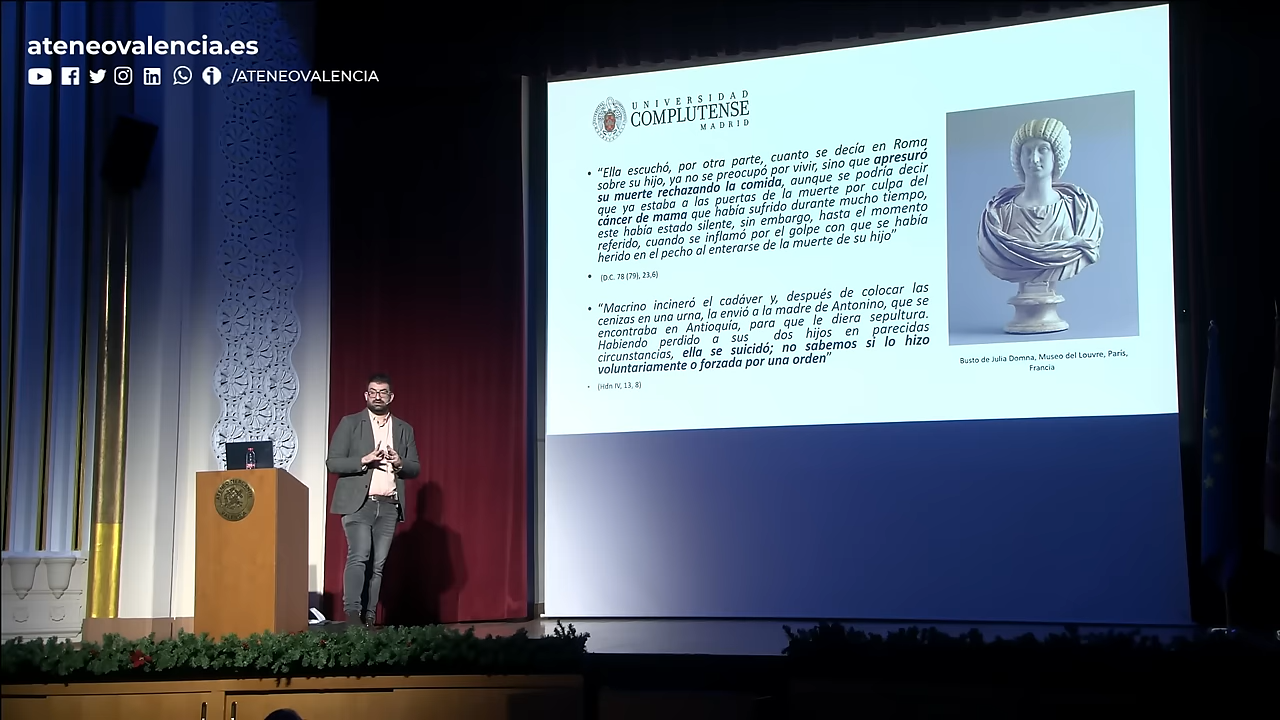 ateneovalencia.es
/ATENEOVALENCIA
UNIVERSIDAD
COMPLUTENSE
MADRID
• “Ella escuchó, por otra parte, cuanto se decía en Roma
sobre su hijo, ya no se preocupó por vivir, sino que apresuró
su muerte rechazando la comida, aunque se podría decir
que ya estaba a las puertas de la muerte por culpa del
cáncer de mama que había sufrido durante mucho tiempo,
este había estado silente, sin embargo, hasta el momento
referido, cuando se inflamó por el golpe con que se había
herido en el pecho al enterarse de la muerte de su hijo”
• (D.C. 78 (79), 23,6)
• “Macrino incineró el cadáver y, después de colocar las
cenizas en una urna, la envió a la madre de Antonino, que se
encontraba en Antioquía, para que le diera sepultura.
Habiendo perdido a sus dos hijos en parecidas
circunstancias, ella se suicidó; no sabemos si lo hizo
voluntariamente o forzada por una orden”
• (Hdn IV, 13, 8)
Busto de Julia Domna, Museo del Louvre, París,
Francia